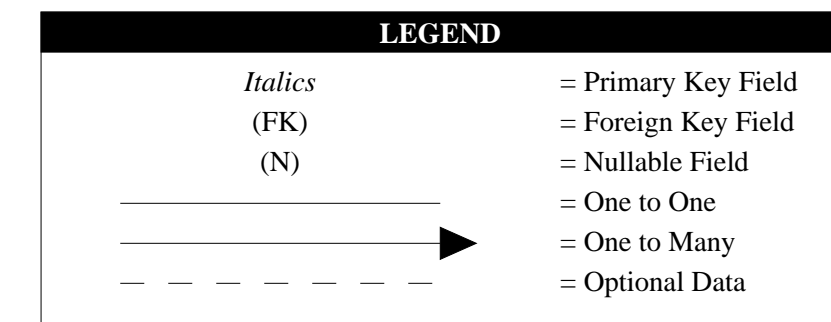 LEGEND
Italics = Primary Key Field
(FK) = Foreign Key Field
(N) = Nullable Field
= One to One
= One to Many
= Optional Data